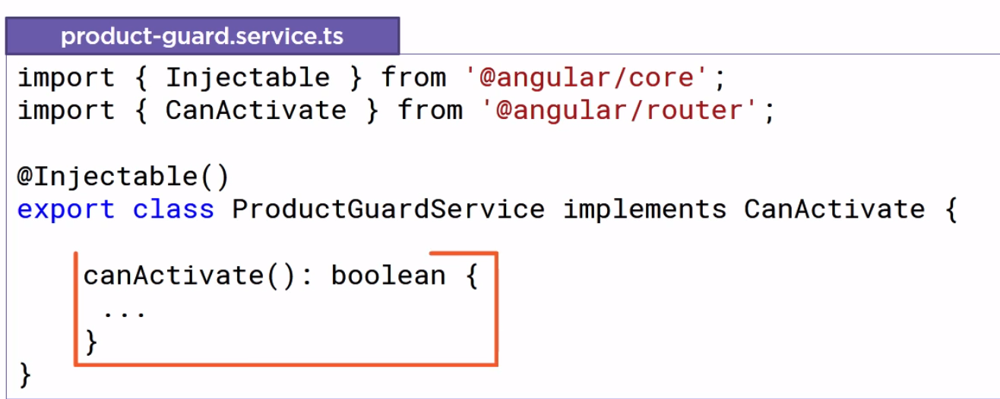 product-guard.service.ts
import { Injectable } from '@angular/core';
import { CanActivate } from '@angular/router';
@Injectable()
export class ProductGuardService implements CanActivate {
canActivate(): boolean {
...
}
}